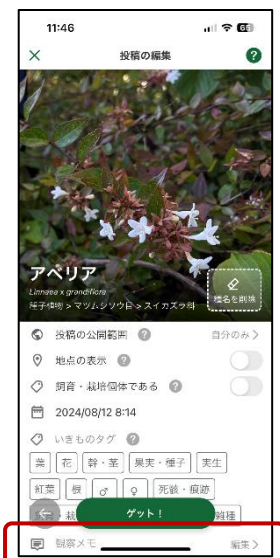 11:46
投稿の編集
?
アベリア
Linnaea x grandiflora
種子植物 > マツムシソウ目 > スイカズラ科
種名を削除
投稿の公開範囲 ? 自分のみ >
地点の表示 ?
飼育・栽培個体である ?
2024/08/12 8:14
いきものタグ ?
葉 花 幹・茎 果実・種子 実生
紅葉 根 ♂ ♀ 死骸・痕跡
ゲット!
観察メモ 編集 >